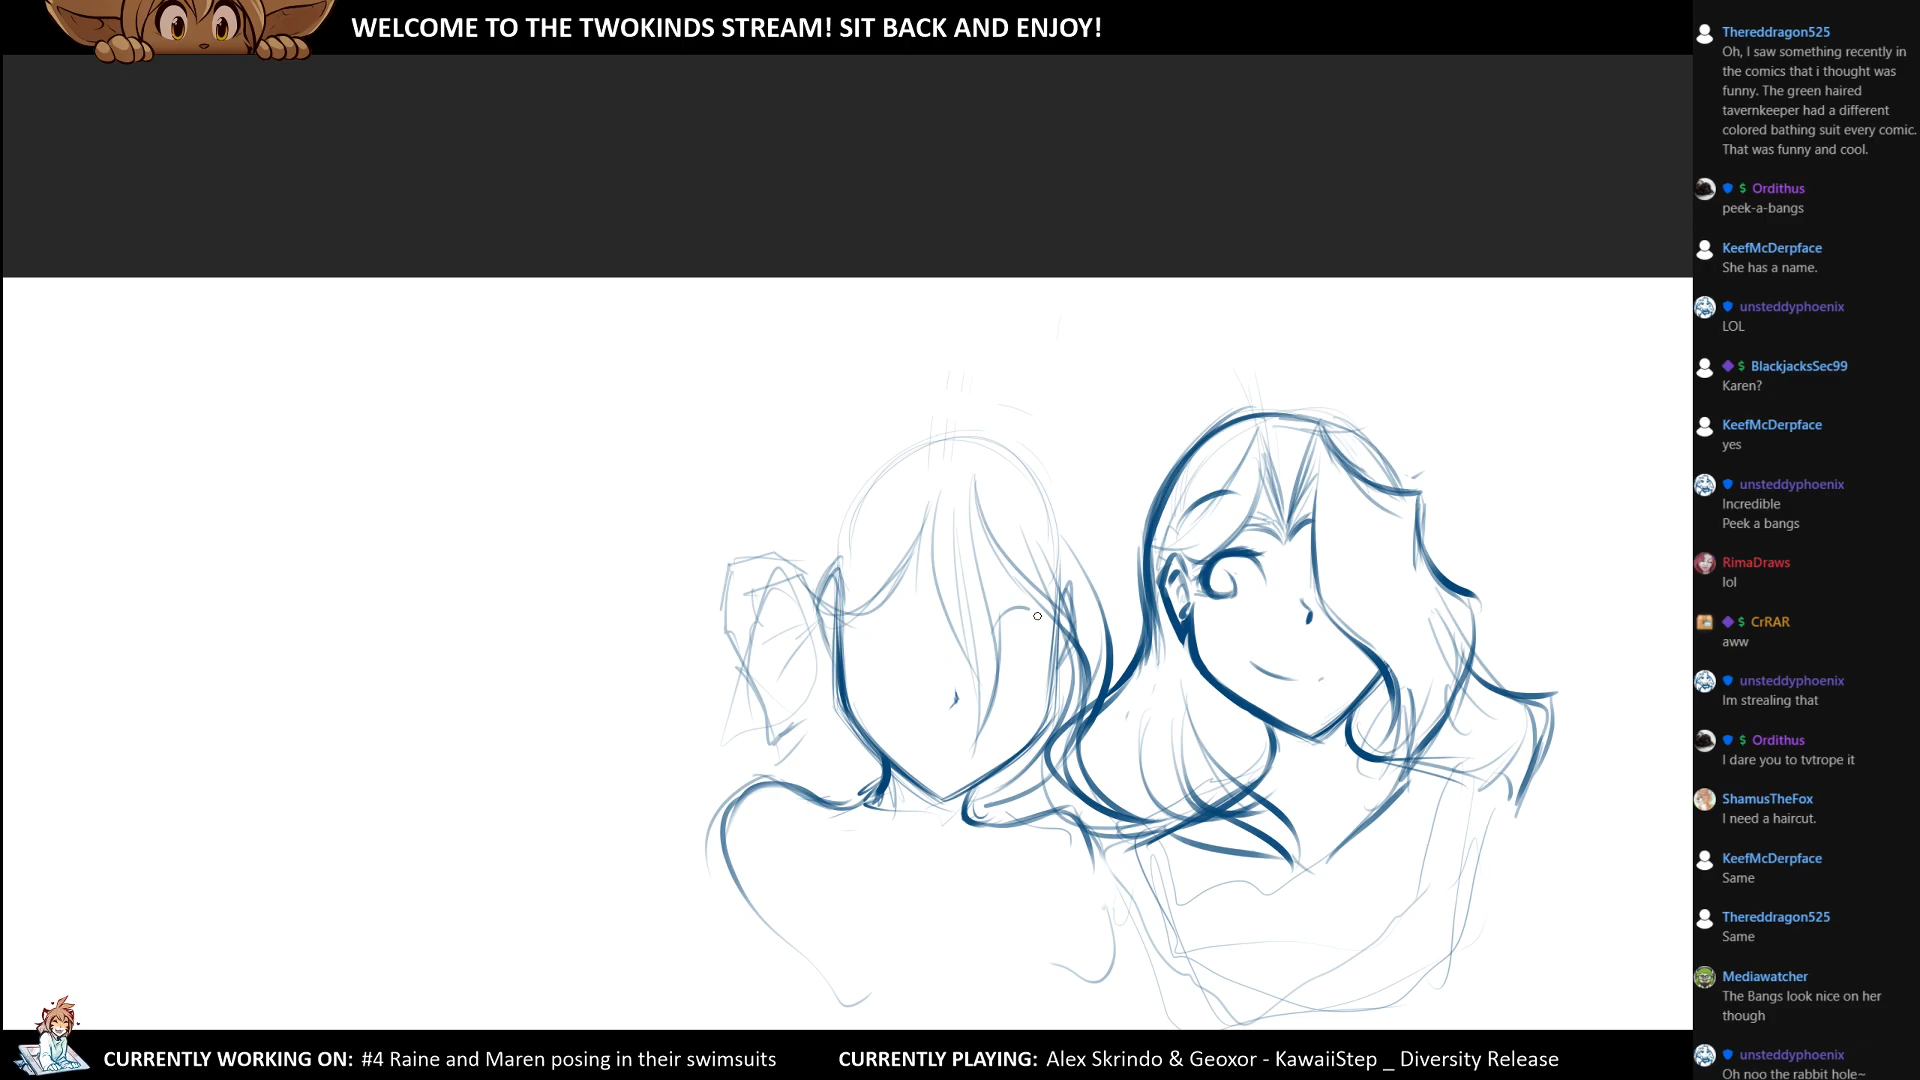 WELCOME TO THE TWOKINDS STREAM! SIT BACK AND ENJOY!
Thereddragon525
Oh, I saw something recently in
the comics that i thought was
funny. The green haired
tavernkeeper had a different
colored bathing suit every comic.
That was funny and cool.
$ Ordithus
peek-a-bangs
KeefMcDerpface
She has a name.
unsteddyphoenix
LOL
$ BlackjacksSec99
Karen?
KeefMcDerpface
yes
unsteddyphoenix
Incredible
Peek a bangs
RimaDraws
lol
$ CrRAR
aww
unsteddyphoenix
Im strealing that
$ Ordithus
I dare you to tvtrope it
ShamusTheFox
I need a haircut.
KeefMcDerpface
Same
Thereddragon525
Same
Mediawatcher
The Bangs look nice on her
though
unsteddyphoenix
Oh noo the rabbit hole~
CURRENTLY WORKING ON: #4 Raine and Maren posing in their swimsuits
CURRENTLY PLAYING: Alex Skrindo & Geoxor - KawaiiStep _ Diversity Release